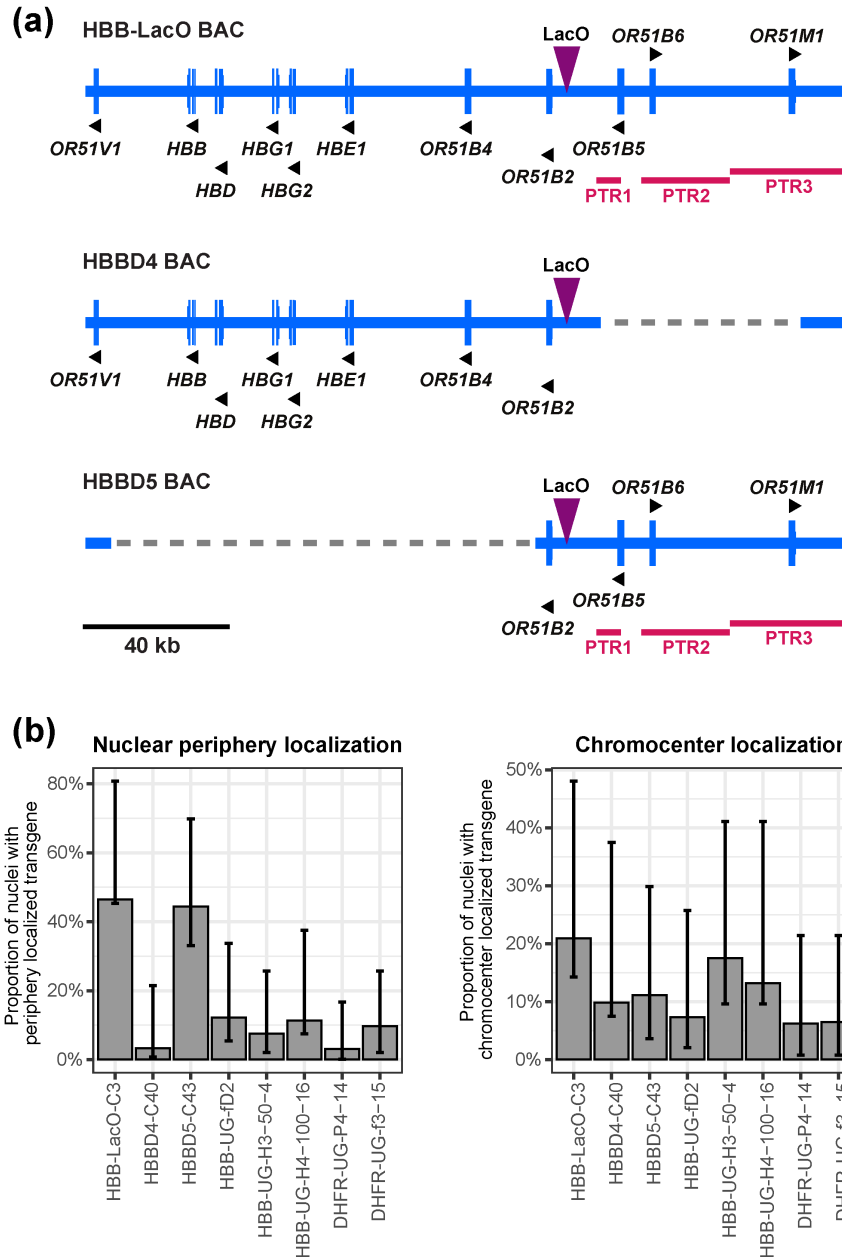 (a)
HBB-LacO BAC
LacO
OR51B6
OR51M1
OR51V1
HBB
HBG1
HBE1
OR51B4
OR51B5
HBD
HBG2
OR51B2
PTR1
PTR2
PTR3
HBBD4 BAC
LacO
OR51V1
HBB
HBG1
HBE1
OR51B4
HBD
HBG2
OR51B2
HBBD5 BAC
LacO
OR51B6
OR51M1
OR51B5
OR51B2
PTR1
PTR2
PTR3
40 kb
(b)
Nuclear periphery localization
Proportion of nuclei with
periphery localized transgene
80%
60%
40%
20%
0%
HBB-LacO-C3
HBBD4-C40
HBBD5-C43
HBB-UG-fD2
HBB-UG-H3-50-4
HBB-UG-H4-100-16
DHFR-UG-P4-14
DHFR-UG-f3-15
Chromocenter localization
Proportion of nuclei with
chromocenter localized transgene
50%
40%
30%
20%
10%
0%
HBB-LacO-C3
HBBD4-C40
HBBD5-C43
HBB-UG-fD2
HBB-UG-H3-50-4
HBB-UG-H4-100-16
DHFR-UG-P4-14
DHFR-UG-f3-15